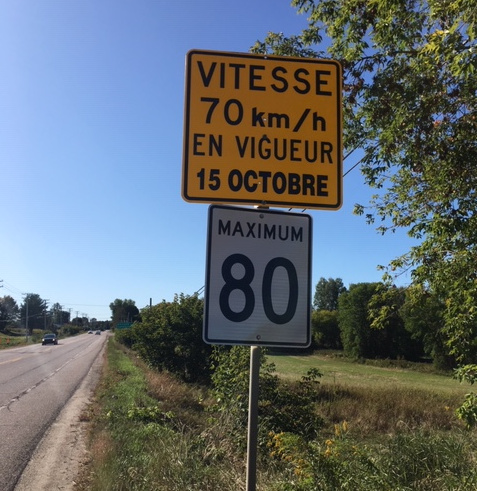 VITESSE
70 km/h
EN VIGUEUR
15 OCTOBRE
MAXIMUM
80